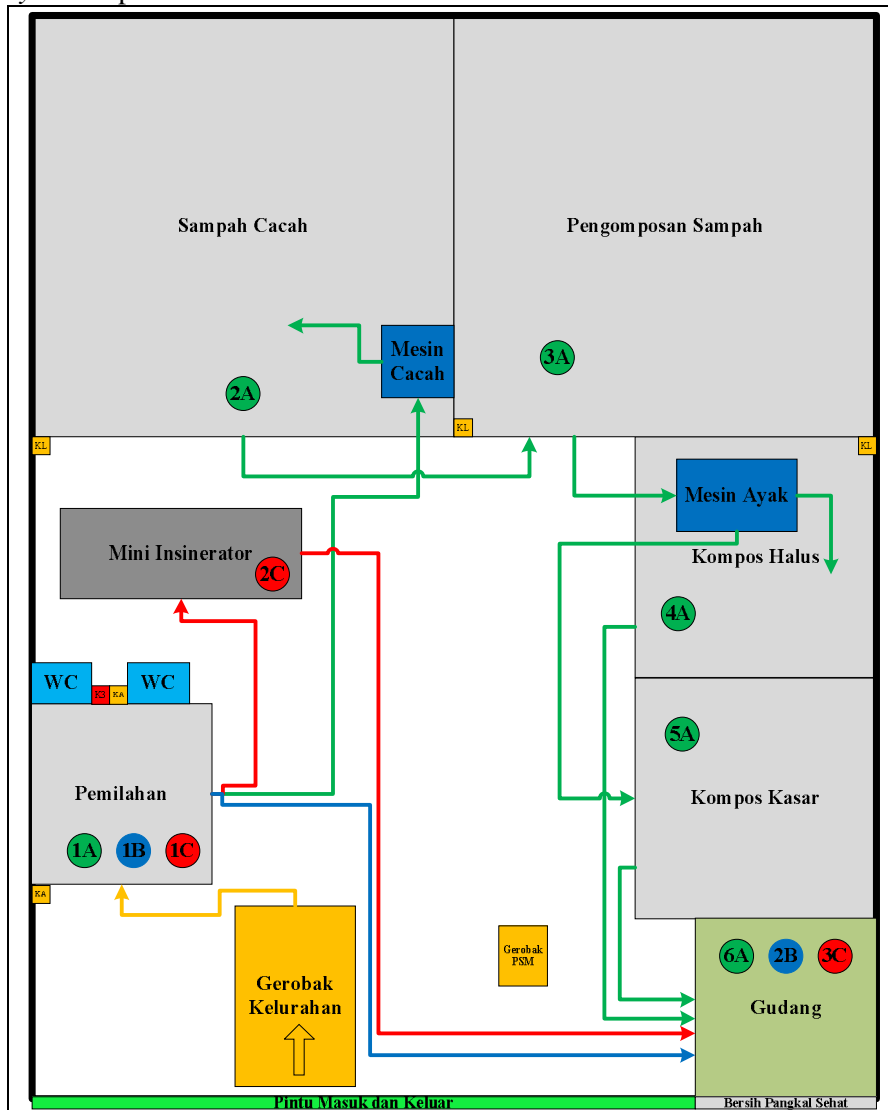 Sampah Cacah
Pengomposan Sampah
Mesin
Cacah
3A
2A
KL
KL
KL
Mesin Ayak
Mini Insinerator
Kompos Halus
2C
4A
WC
WC
K3
KA
5A
Pemilahan
Kompos Kasar
1A
1B
1C
KA
Gerobak
PSM
6A
2B
3C
Gerobak
Kelurahan
Gudang
Pintu Masuk dan Keluar
Bersih Pangkal Sehat